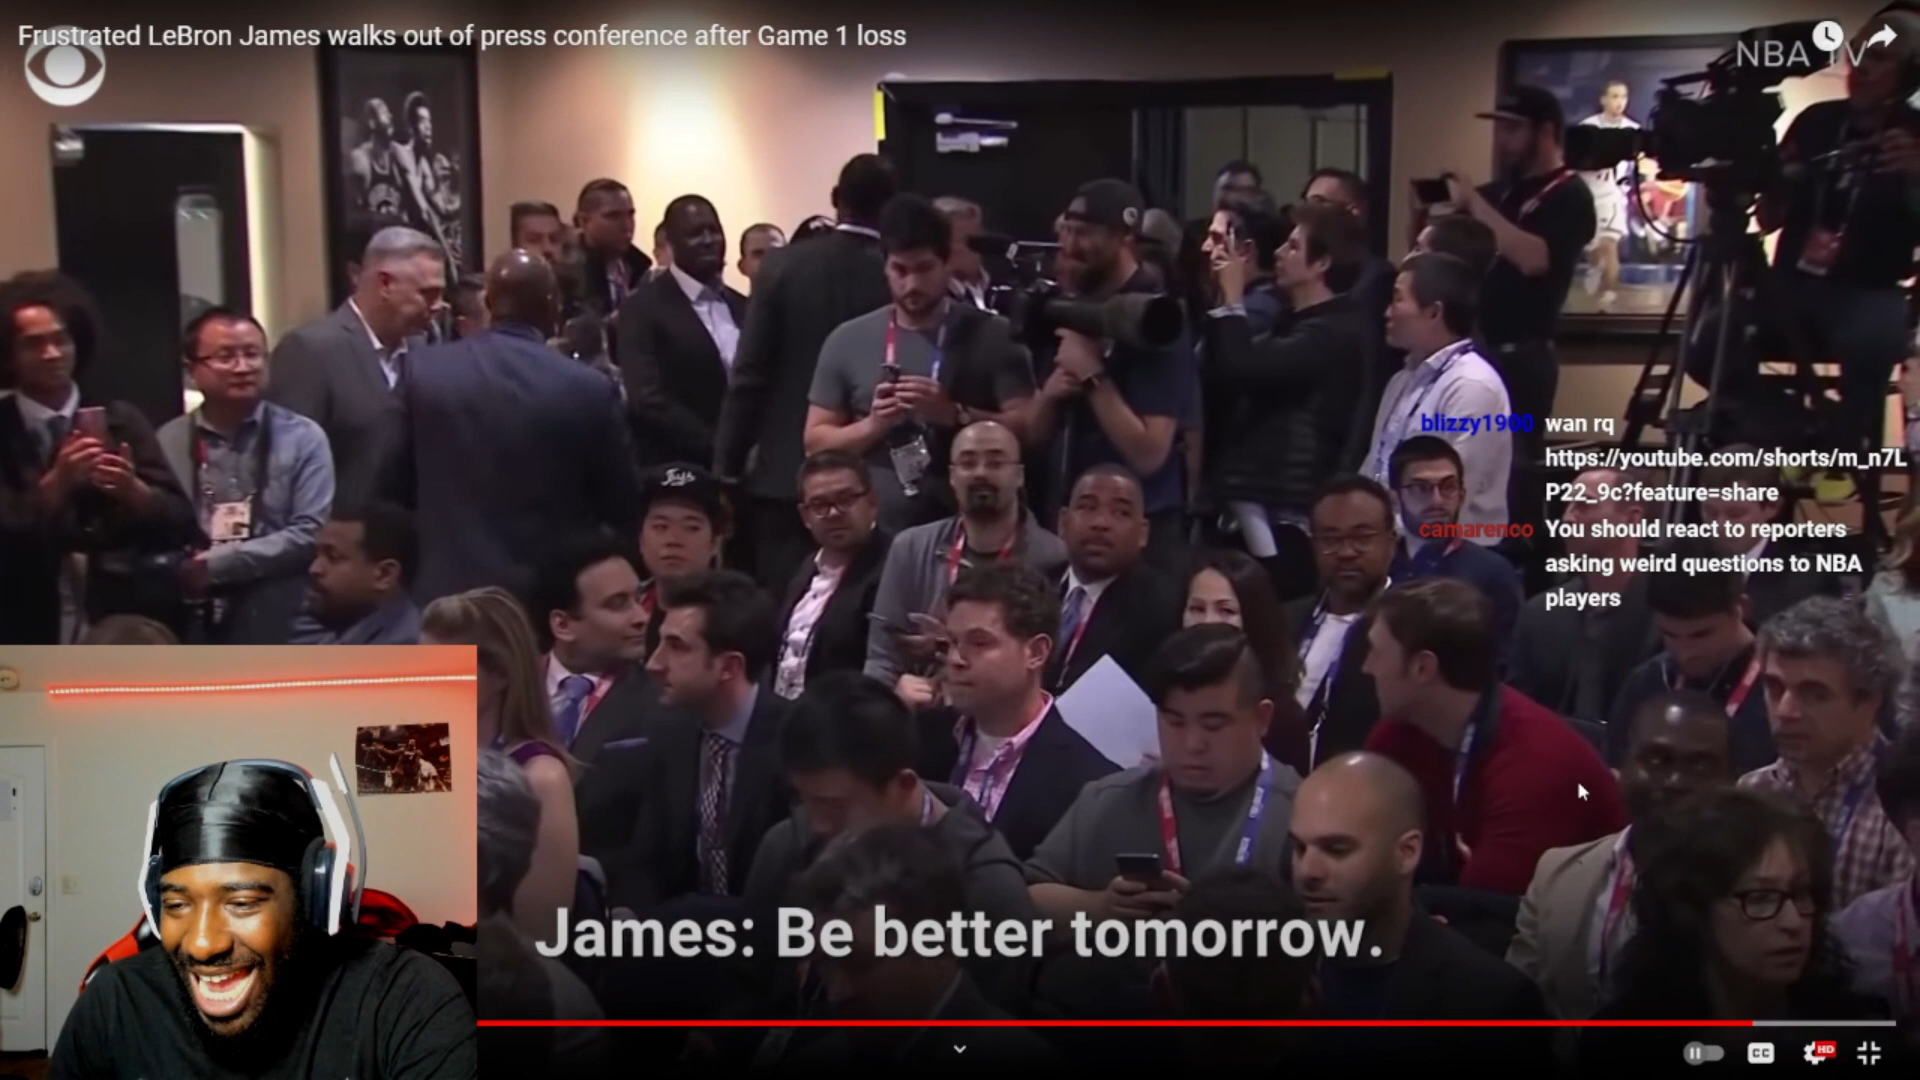 Frustrated LeBron James walks out of press conference after Game 1 loss
NBA TV
blizzy1900 wan rq
https://youtube.com/shorts/m_n7L
P22_9c?feature=share
camarenco You should react to reporters
asking weird questions to NBA
players
James: Be better tomorrow.
CC
HD